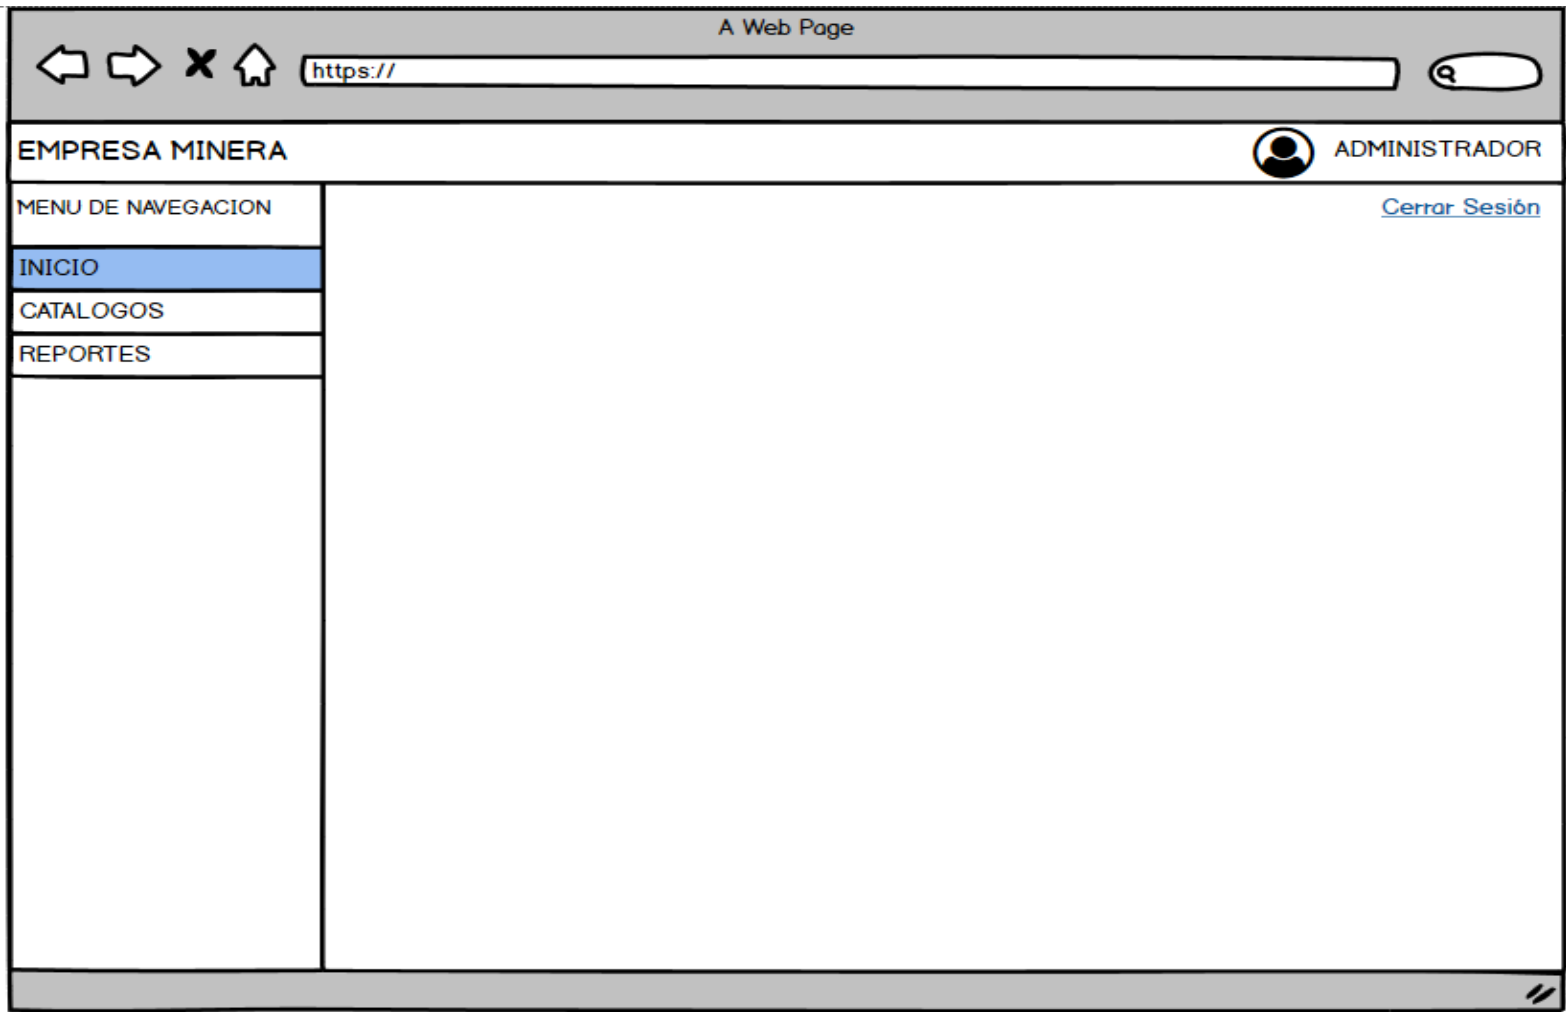 A Web Page
https://
EMPRESA MINERA
ADMINISTRADOR
MENU DE NAVEGACION
Cerrar Sesión
INICIO
CATALOGOS
REPORTES